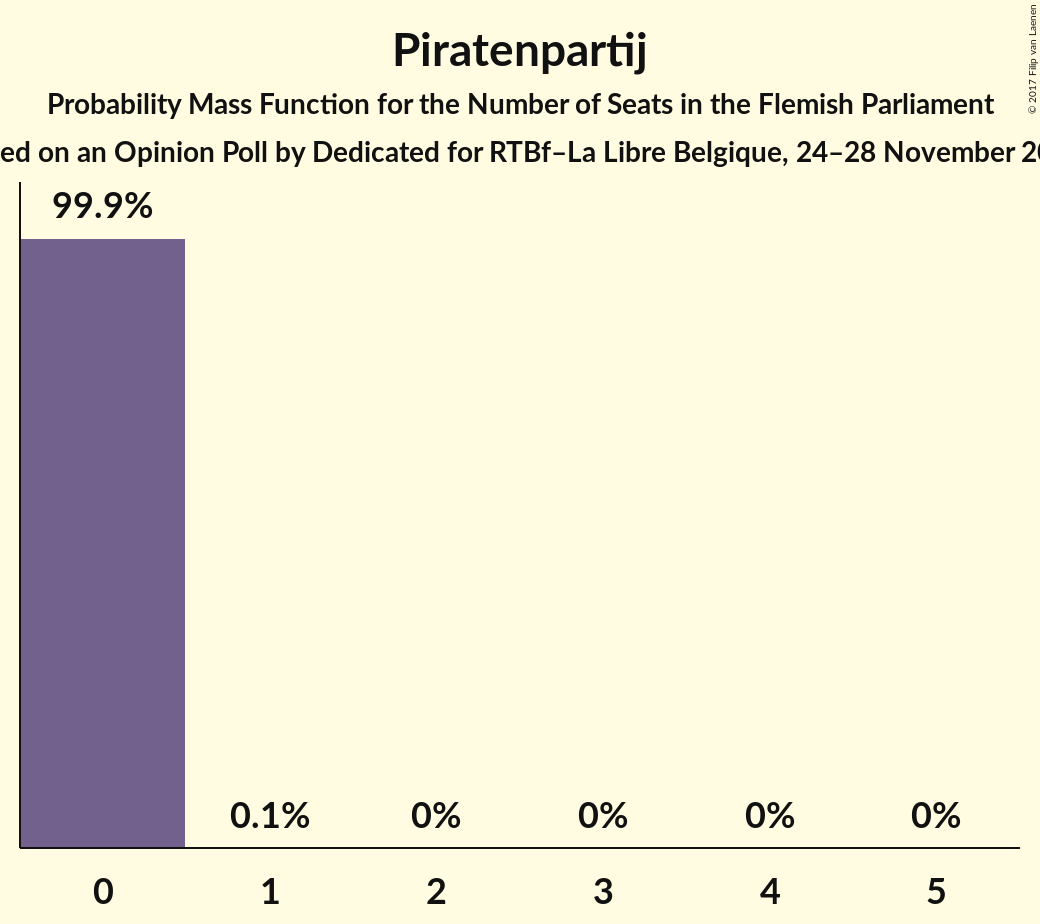 Piratenpartij
Probability Mass Function for the Number of Seats in the Flemish Parliament
ed on an Opinion Poll by Dedicated for RTBf–La Libre Belgique, 24–28 November 20
© 2017 Filip van Laenen
99.9%
0.1% 0% 0% 0% 0%
0 1 2 3 4 5